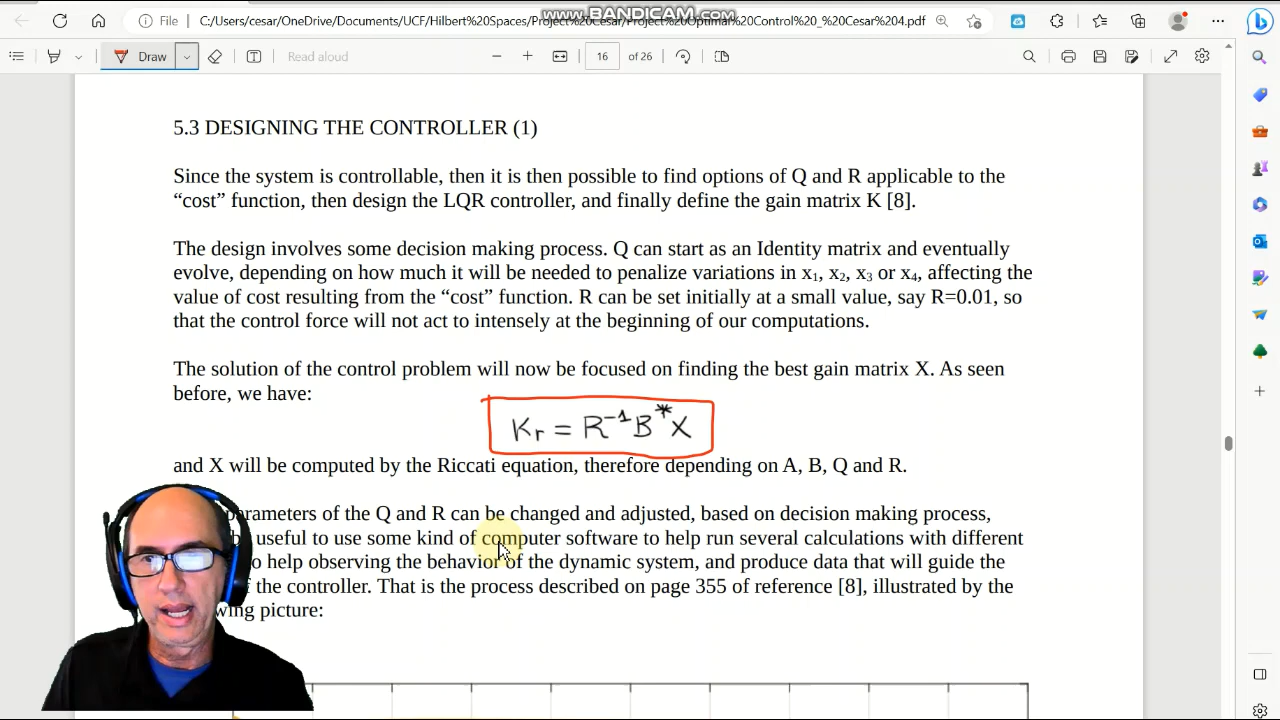 www.BANDICAM.com
File C:/Users/cesar/OneDrive/Documents/UCF/Hilbert%20Spaces/Project%20Cesar/Project%20Optimal%20Control%20_%20Cesar%204.pdf
Draw Read aloud 16 of 26
5.3 DESIGNING THE CONTROLLER (1)
Since the system is controllable, then it is then possible to find options of Q and R applicable to the
“cost” function, then design the LQR controller, and finally define the gain matrix K [8].
The design involves some decision making process. Q can start as an Identity matrix and eventually
evolve, depending on how much it will be needed to penalize variations in x₁, x₂, x₃ or x₄, affecting the
value of cost resulting from the “cost” function. R can be set initially at a small value, say R=0.01, so
that the control force will not act to intensely at the beginning of our computations.
The solution of the control problem will now be focused on finding the best gain matrix X. As seen
before, we have:
Kr = R⁻¹B*X
and X will be computed by the Riccati equation, therefore depending on A, B, Q and R.
parameters of the Q and R can be changed and adjusted, based on decision making process,
useful to use some kind of computer software to help run several calculations with different
to help observing the behavior of the dynamic system, and produce data that will guide the
of the controller. That is the process described on page 355 of reference [8], illustrated by the
wing picture: